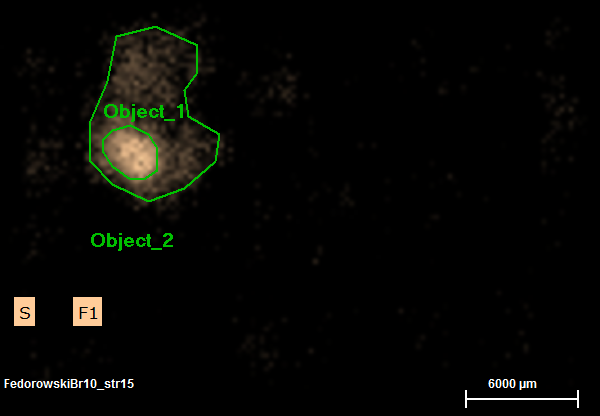 Object_1
Object_2
S F1
FedorowskiBr10_str15
6000 µm